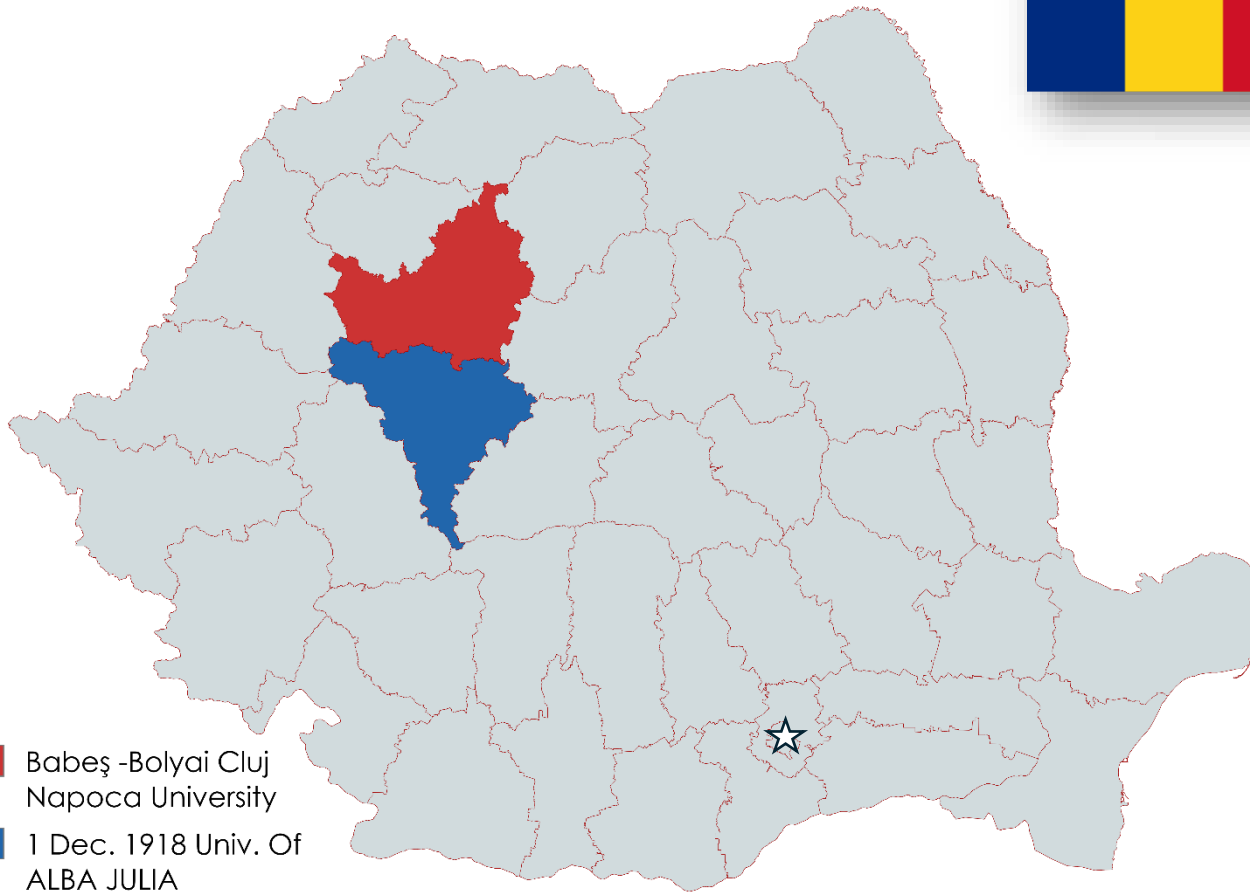 Babeş -Bolyai Cluj
Napoca University
1 Dec. 1918 Univ. Of
ALBA JULIA